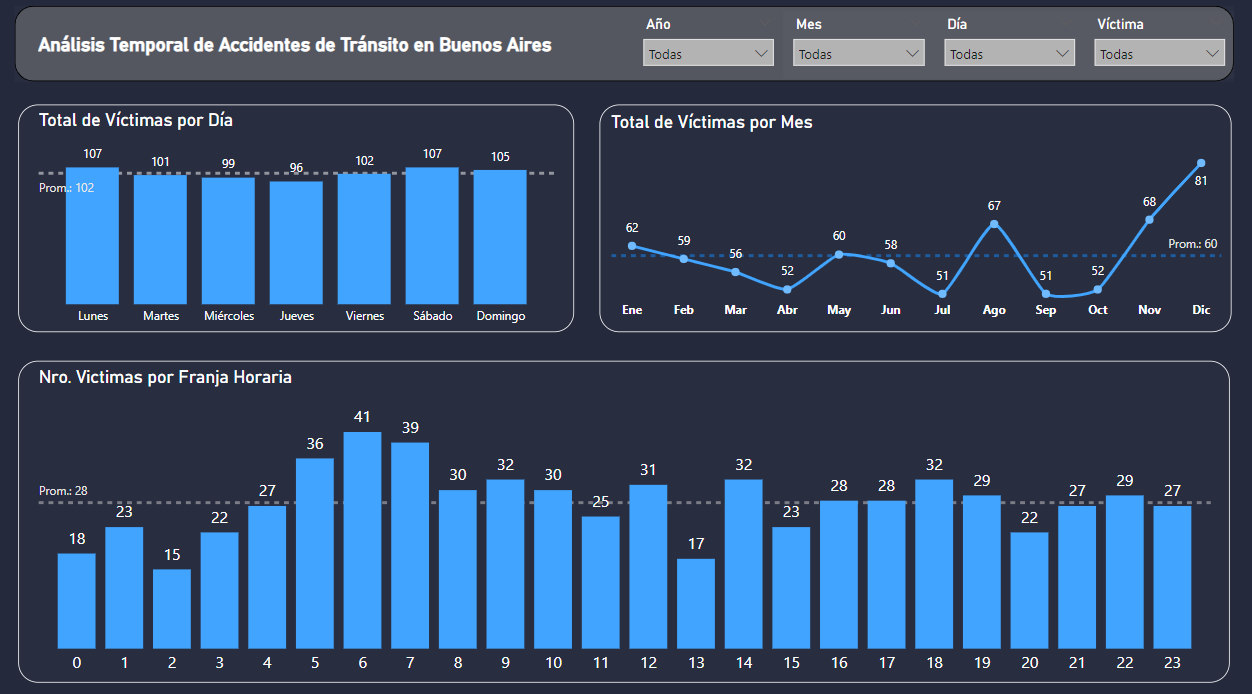 Análisis Temporal de Accidentes de Tránsito en Buenos Aires
Año Mes Día Víctima
Todas Todas Todas Todas
Total de Víctimas por Día
107 101 99 96 102 107 105
Prom.: 102
Lunes Martes Miércoles Jueves Viernes Sábado Domingo
Total de Víctimas por Mes
62 59 56 52 60 58 51 67 51 52 68 81
Prom.: 60
Ene Feb Mar Abr May Jun Jul Ago Sep Oct Nov Dic
Nro. Victimas por Franja Horaria
Prom.: 28
18 23 15 22 27 36 41 39 30 32 30 25 31 17 32 23 28 28 32 29 22 27 29 27
0 1 2 3 4 5 6 7 8 9 10 11 12 13 14 15 16 17 18 19 20 21 22 23